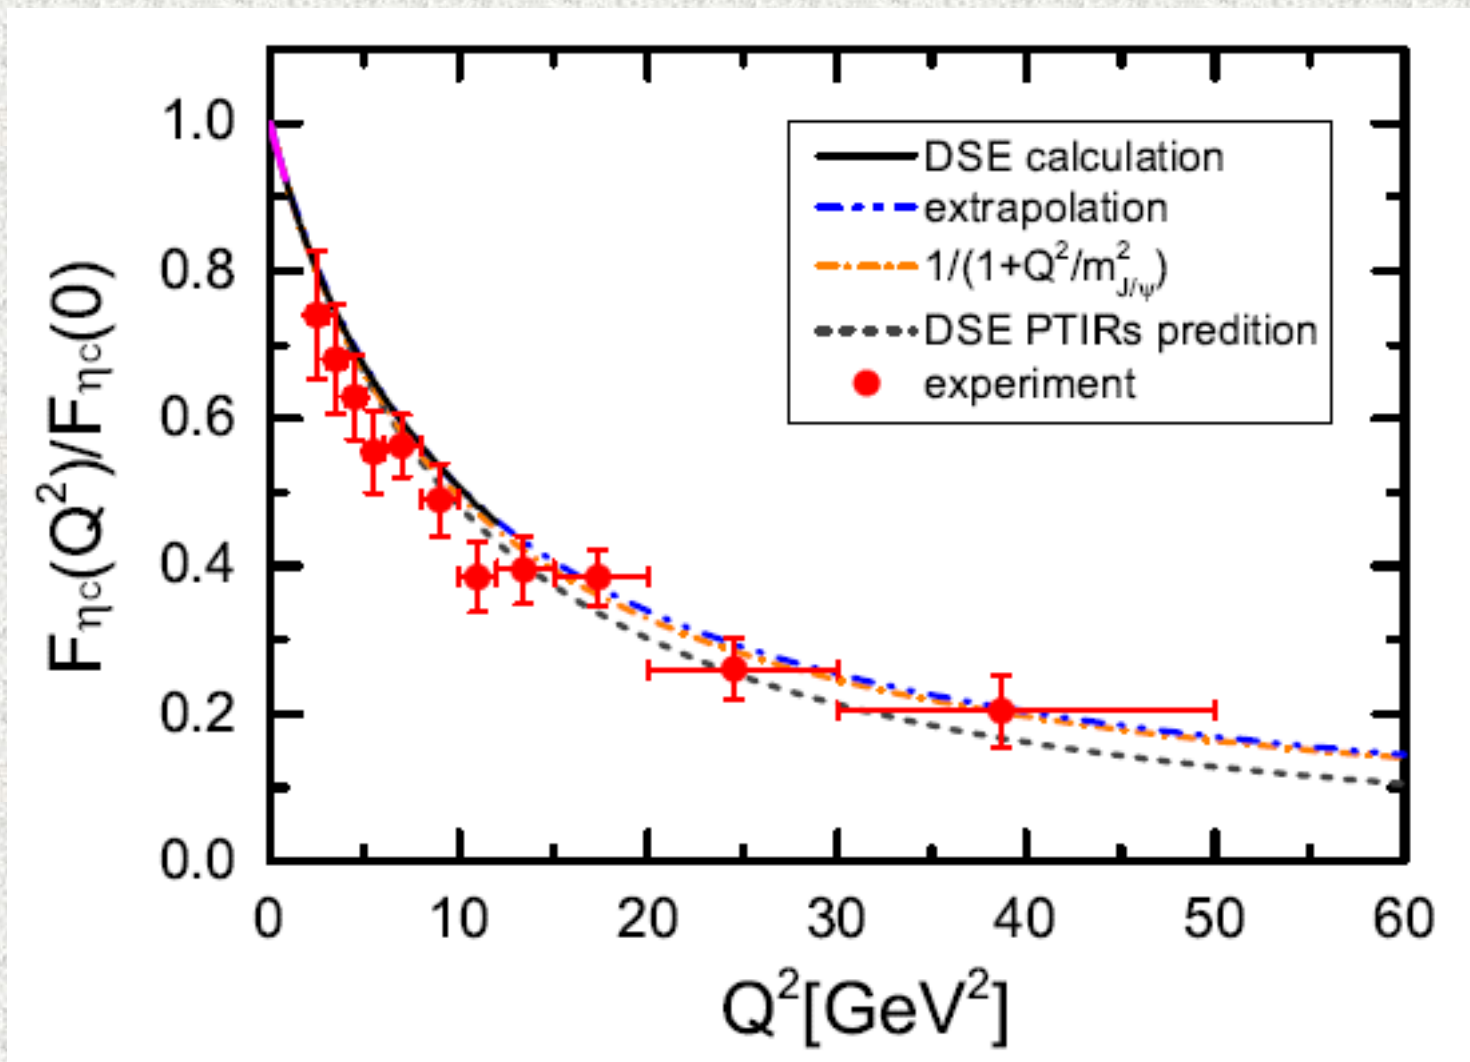 F_ηc(Q²)/F_ηc(0)
1.0
0.8
0.6
0.4
0.2
0.0
DSE calculation
extrapolation
1/(1+Q²/m²_J/ψ)
DSE PTIRs predition
experiment
0 10 20 30 40 50 60
Q²[GeV²]